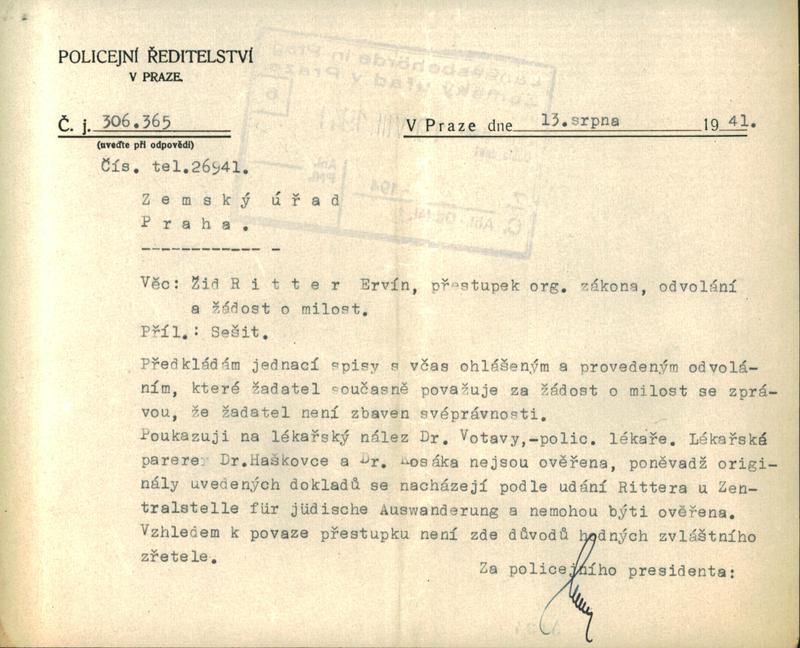 POLICEJNÍ ŘEDITELSTVÍ
V PRAZE.
Č. j. 306.365
V Praze dne 13.srpna 1941.
(uveďte při odpovědi)
Čís. tel.26941.
Zemský úřad
Praha.
------------ -
Věc: Žid Ritter Ervín, přestupek org. zákona, odvolání
a žádost o milost.
Příl.: Sešit.
Předkládám jednací spisy s včas ohlášeným a provedeným odvolá-
ním, které žadatel současně považuje za žádost o milost se zprá-
vou, že žadatel není zbaven svéprávnosti.
Poukazuji na lékařský nález Dr. Votavy,-polic. lékaře. Lékařská
parere Dr.Haškovce a Dr. nejsou ověřena, poněvadž origi-
nály uvedených dokladů se nacházejí podle udání Rittera u Zen-
tralstelle für jüdische Auswanderung a nemohou býti ověřena.
Vzhledem k povaze přestupku není zde důvodů hodných zvláštního
zřetele.
Za policejního presidenta: